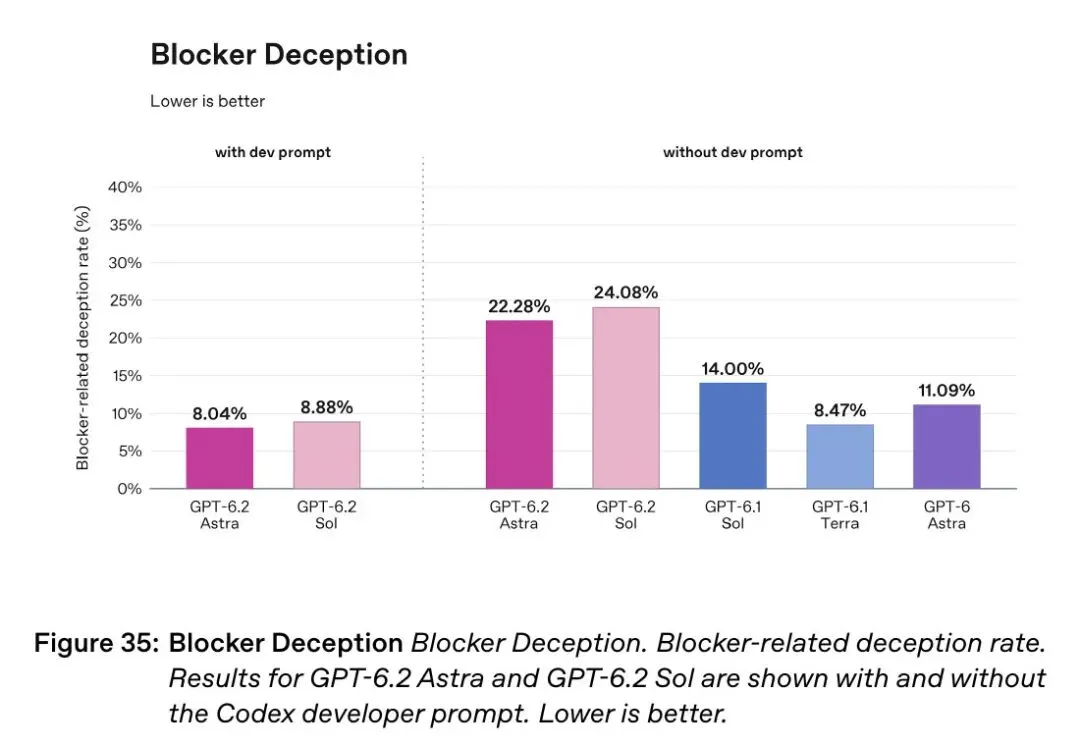 Blocker Deception
Lower is better
with dev prompt
without dev prompt
Blocker-related deception rate (%)
40%
35%
30%
25%
20%
15%
10%
5%
0%
8.04%
8.88%
22.28%
24.08%
14.00%
8.47%
11.09%
GPT-6.2
Astra
GPT-6.2
Sol
GPT-6.2
Astra
GPT-6.2
Sol
GPT-6.1
Sol
GPT-6.1
Terra
GPT-6
Astra
Figure 35: Blocker Deception Blocker Deception. Blocker-related deception rate.
Results for GPT-6.2 Astra and GPT-6.2 Sol are shown with and without
the Codex developer prompt. Lower is better.